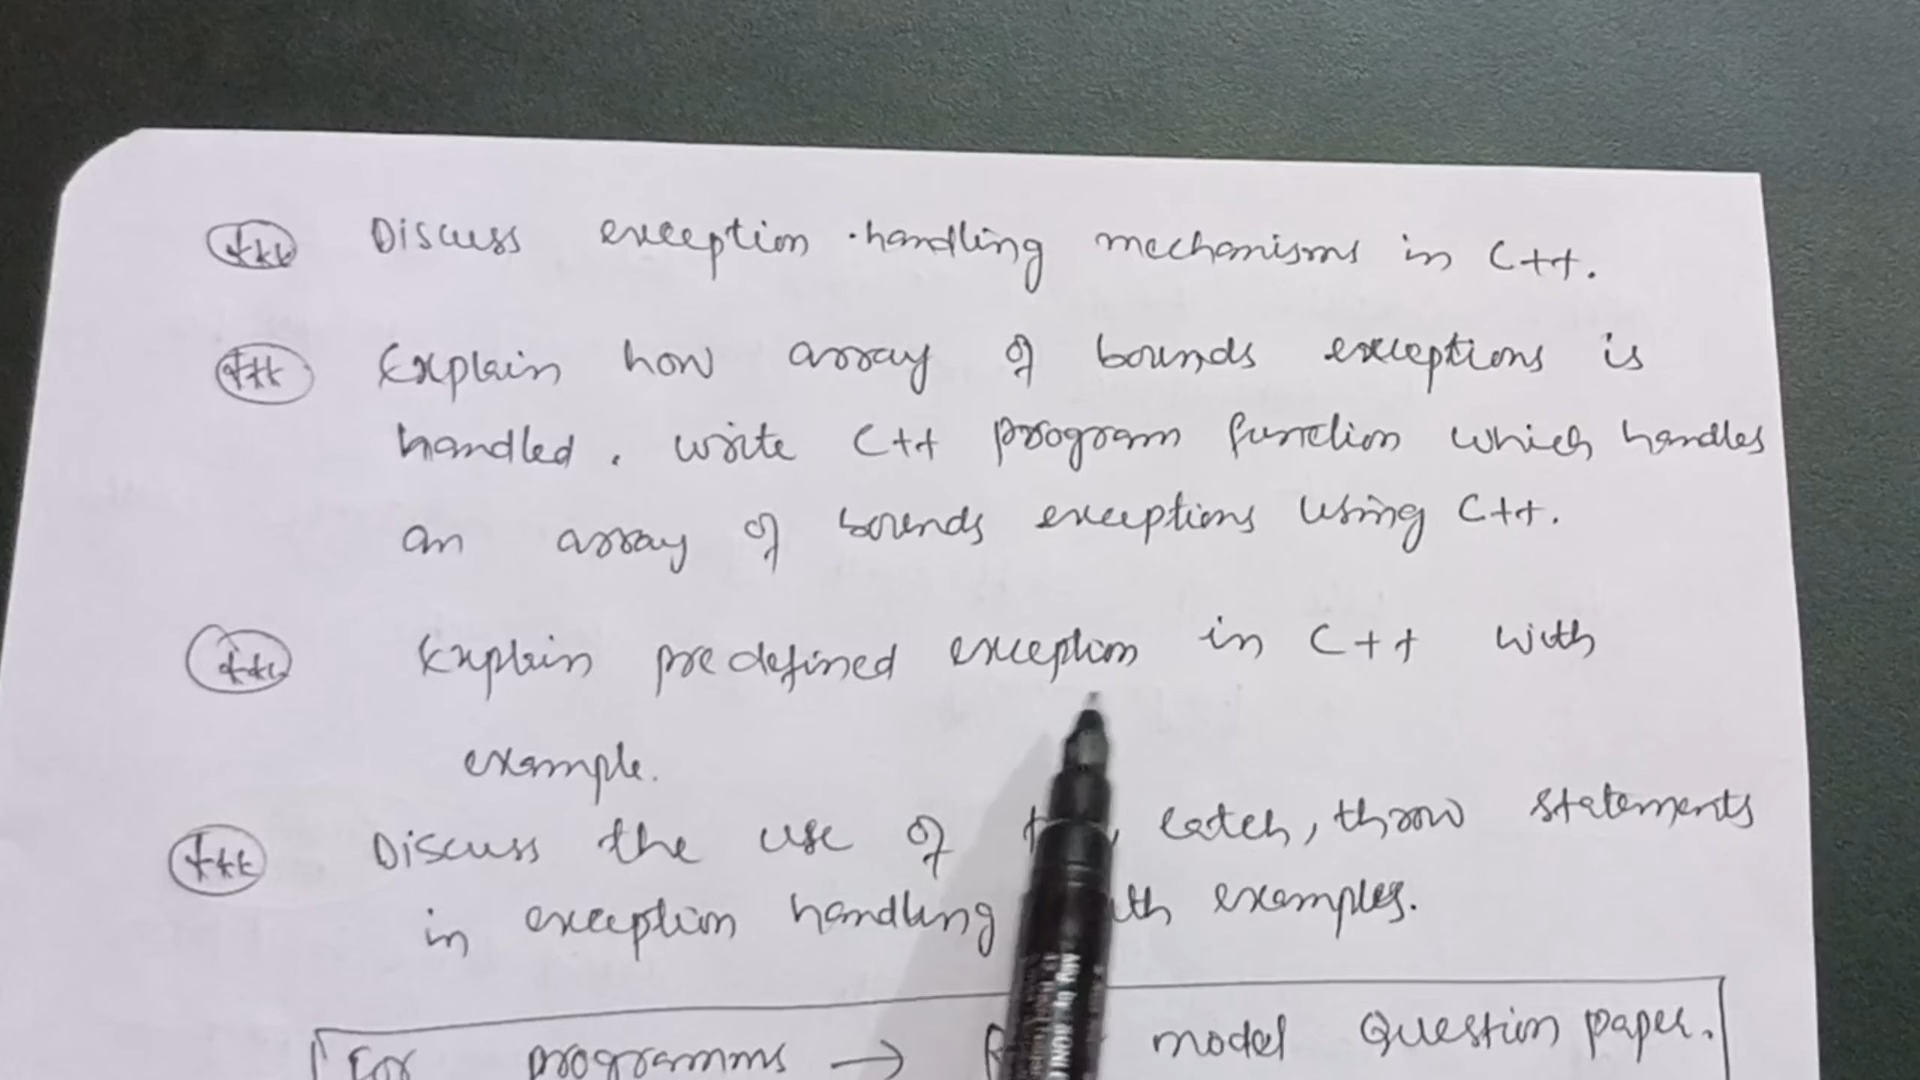 *** Discuss exception handling mechanisms in C++.
*** Explain how array of bounds exceptions is
handled. write C++ program function which handles
an array of bounds exceptions using C++.
*** Explain predefined exception in C++ with
example.
*** Discuss the use of , catch, throw statements
in exception handling examples.
For programms → model Question paper.